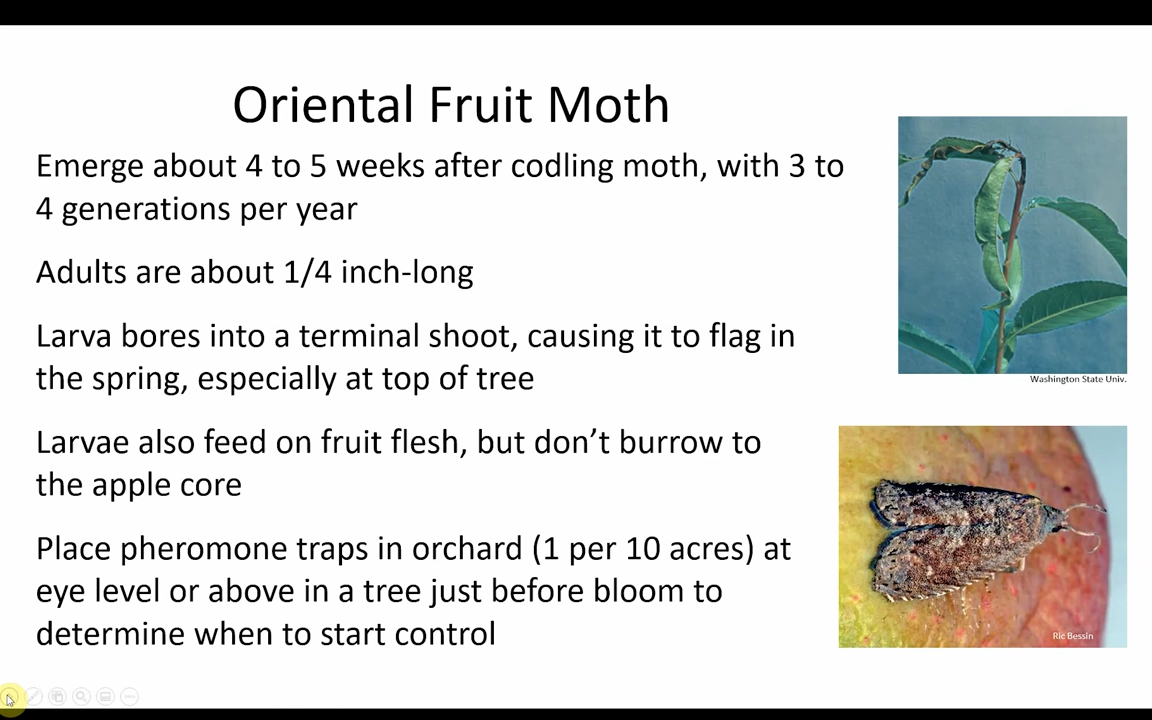 Oriental Fruit Moth
Emerge about 4 to 5 weeks after codling moth, with 3 to
4 generations per year
Adults are about 1/4 inch-long
Larva bores into a terminal shoot, causing it to flag in
the spring, especially at top of tree
Larvae also feed on fruit flesh, but don’t burrow to
the apple core
Place pheromone traps in orchard (1 per 10 acres) at
eye level or above in a tree just before bloom to
determine when to start control
Washington State Univ.
Ric Bessin